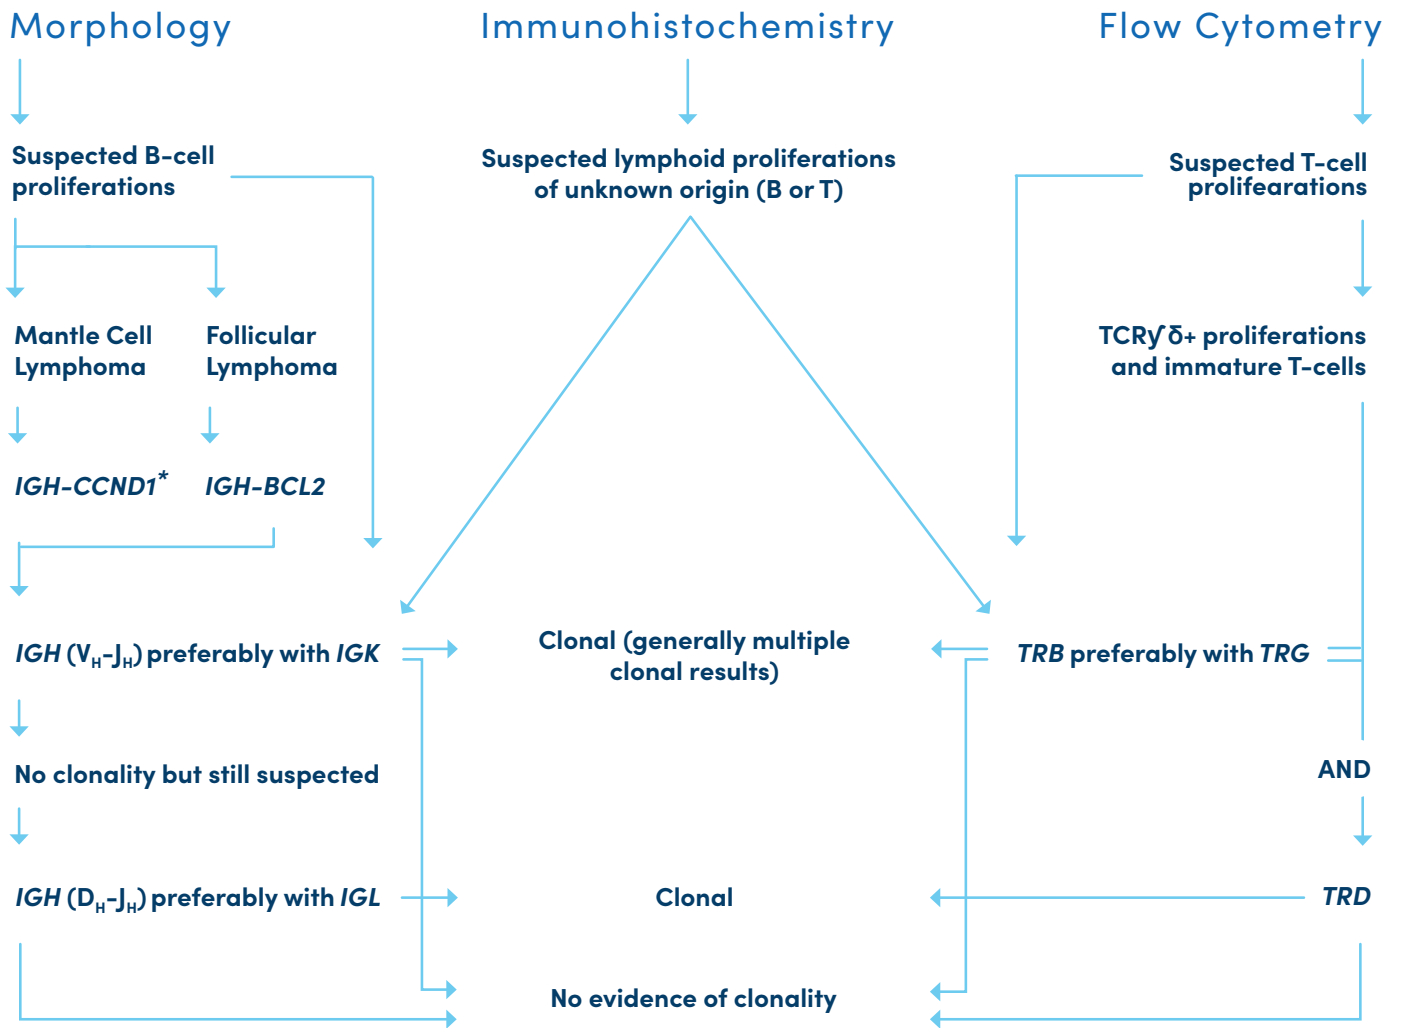 Morphology
Immunohistochemistry
Flow Cytometry
Suspected B-cell
proliferations
Suspected lymphoid proliferations
of unknown origin (B or T)
Suspected T-cell
prolifearations
Mantle Cell
Lymphoma
Follicular
Lymphoma
TCRγδ+ proliferations
and immature T-cells
IGH-CCND1*
IGH-BCL2
IGH (VH-JH) preferably with IGK
Clonal (generally multiple
clonal results)
TRB preferably with TRG
No clonality but still suspected
AND
IGH (DH-JH) preferably with IGL
Clonal
TRD
No evidence of clonality